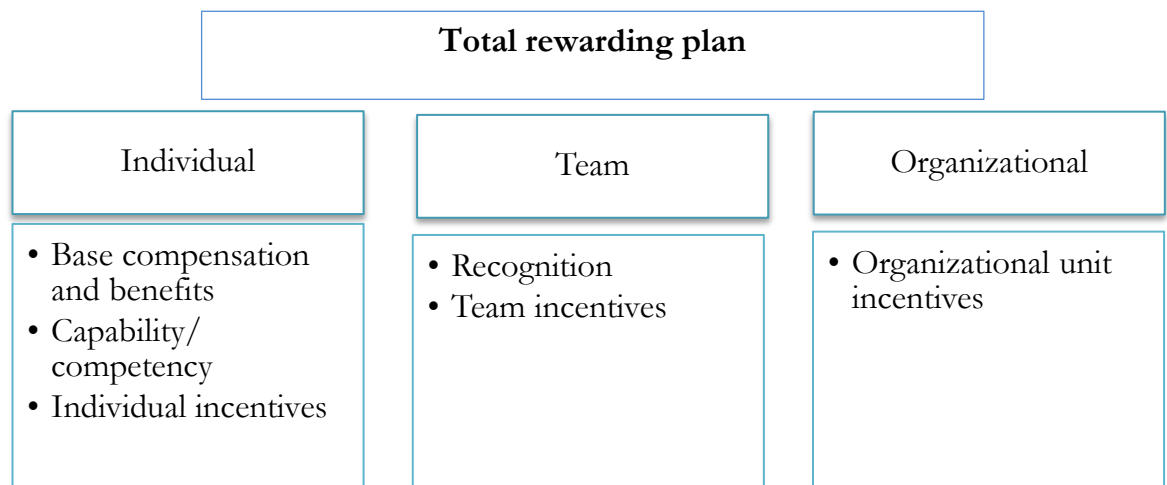 Total rewarding plan
Individual
• Base compensation
and benefits
• Capability/
competency
• Individual incentives
Team
• Recognition
• Team incentives
Organizational
• Organizational unit
incentives